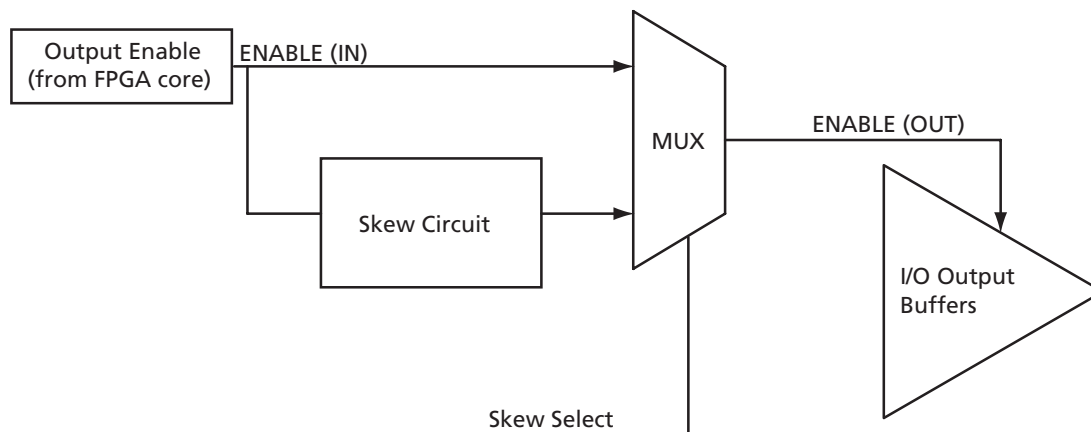 Output Enable
(from FPGA core)
ENABLE (IN)
MUX
ENABLE (OUT)
Skew Circuit
I/O Output
Buffers
Skew Select